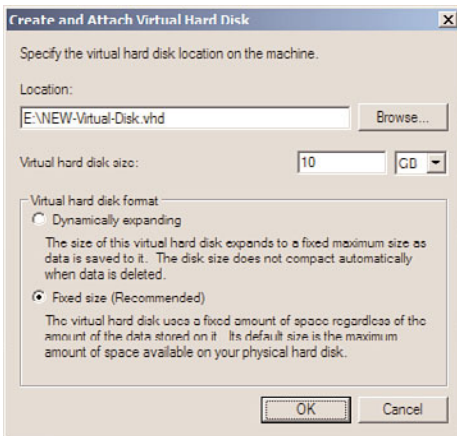 Create and Attach Virtual Hard Disk
Specify the virtual hard disk location on the machine.
Location:
E:\NEW-Virtual-Disk.vhd
Browse...
Virtual hard disk size:
10
GB
Virtual hard disk format
Dynamically expanding
The size of this virtual hard disk expands to a fixed maximum size as
data is saved to it. The disk size does not compact automatically
when data is deleted.
Fixed size (Recommended)
The virtual hard disk uses a fixed amount of space regardless of the
amount of the data stored on it. Its default size is the maximum
amount of space available on your physical hard disk.
OK
Cancel